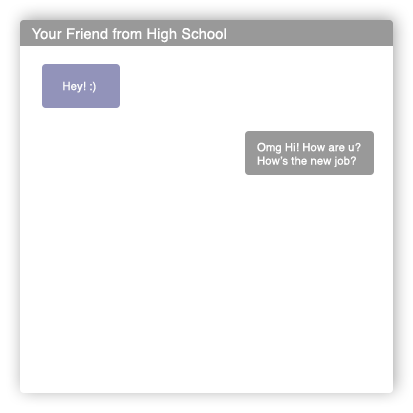 Your Friend from High School
Hey! :)
Omg Hi! How are u?
How's the new job?